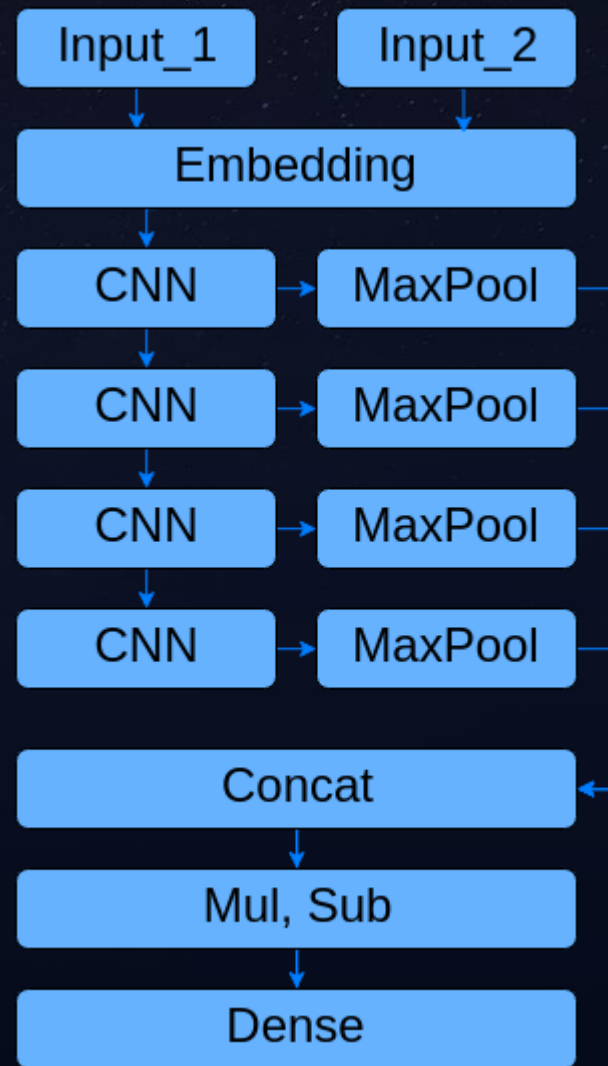 Input_1 Input_2
Embedding
CNN MaxPool
CNN MaxPool
CNN MaxPool
CNN MaxPool
Concat
Mul, Sub
Dense